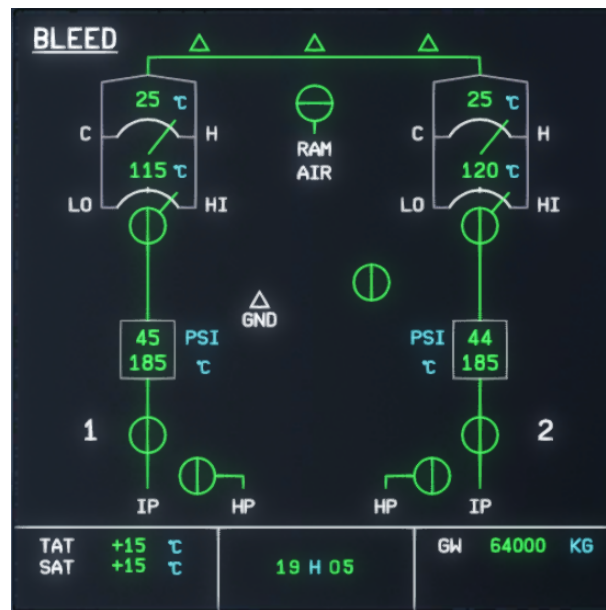 BLEED
25 °C
25 °C
C H
C H
RAM
AIR
115 °C
120 °C
LO HI
LO HI
GND
45 PSI
185 °C
PSI 44
°C 185
1
2
IP HP
HP IP
TAT +15 °C
SAT +15 °C
19 H 05
GW 64000 KG